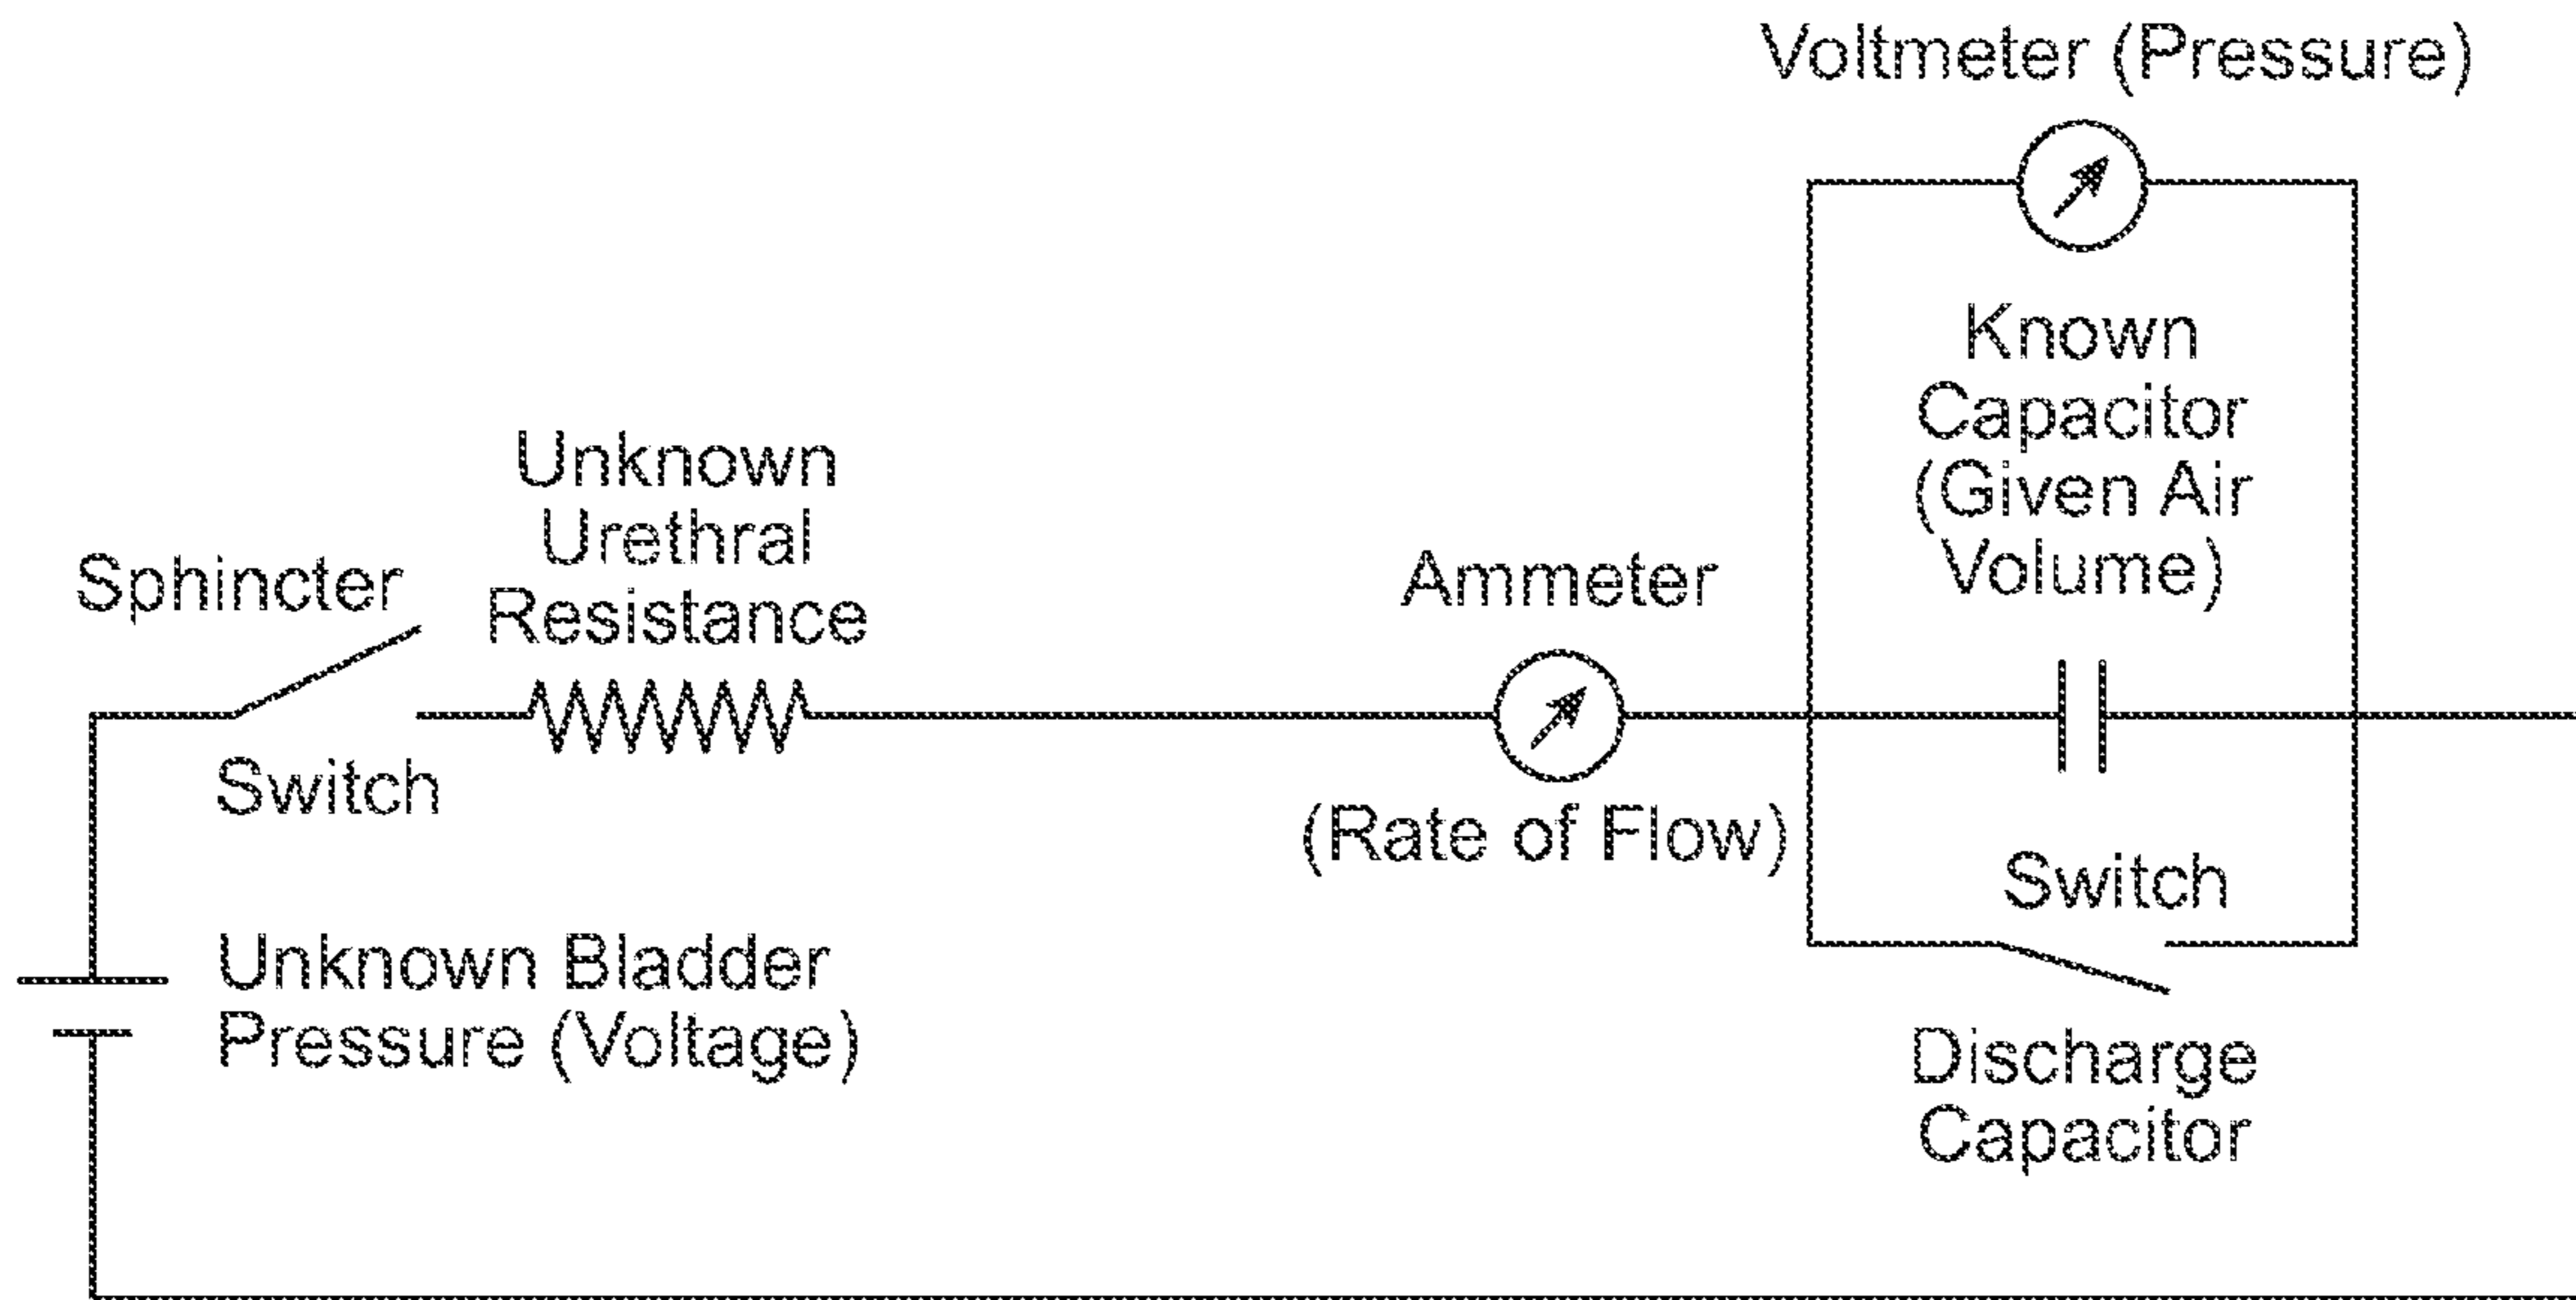 Voltmeter (Pressure)
Known
Capacitor
(Given Air
Volume)
Unknown
Urethral
Resistance
Sphincter
Switch
Ammeter
(Rate of Flow)
Switch
Discharge
Capacitor
Unknown Bladder
Pressure (Voltage)